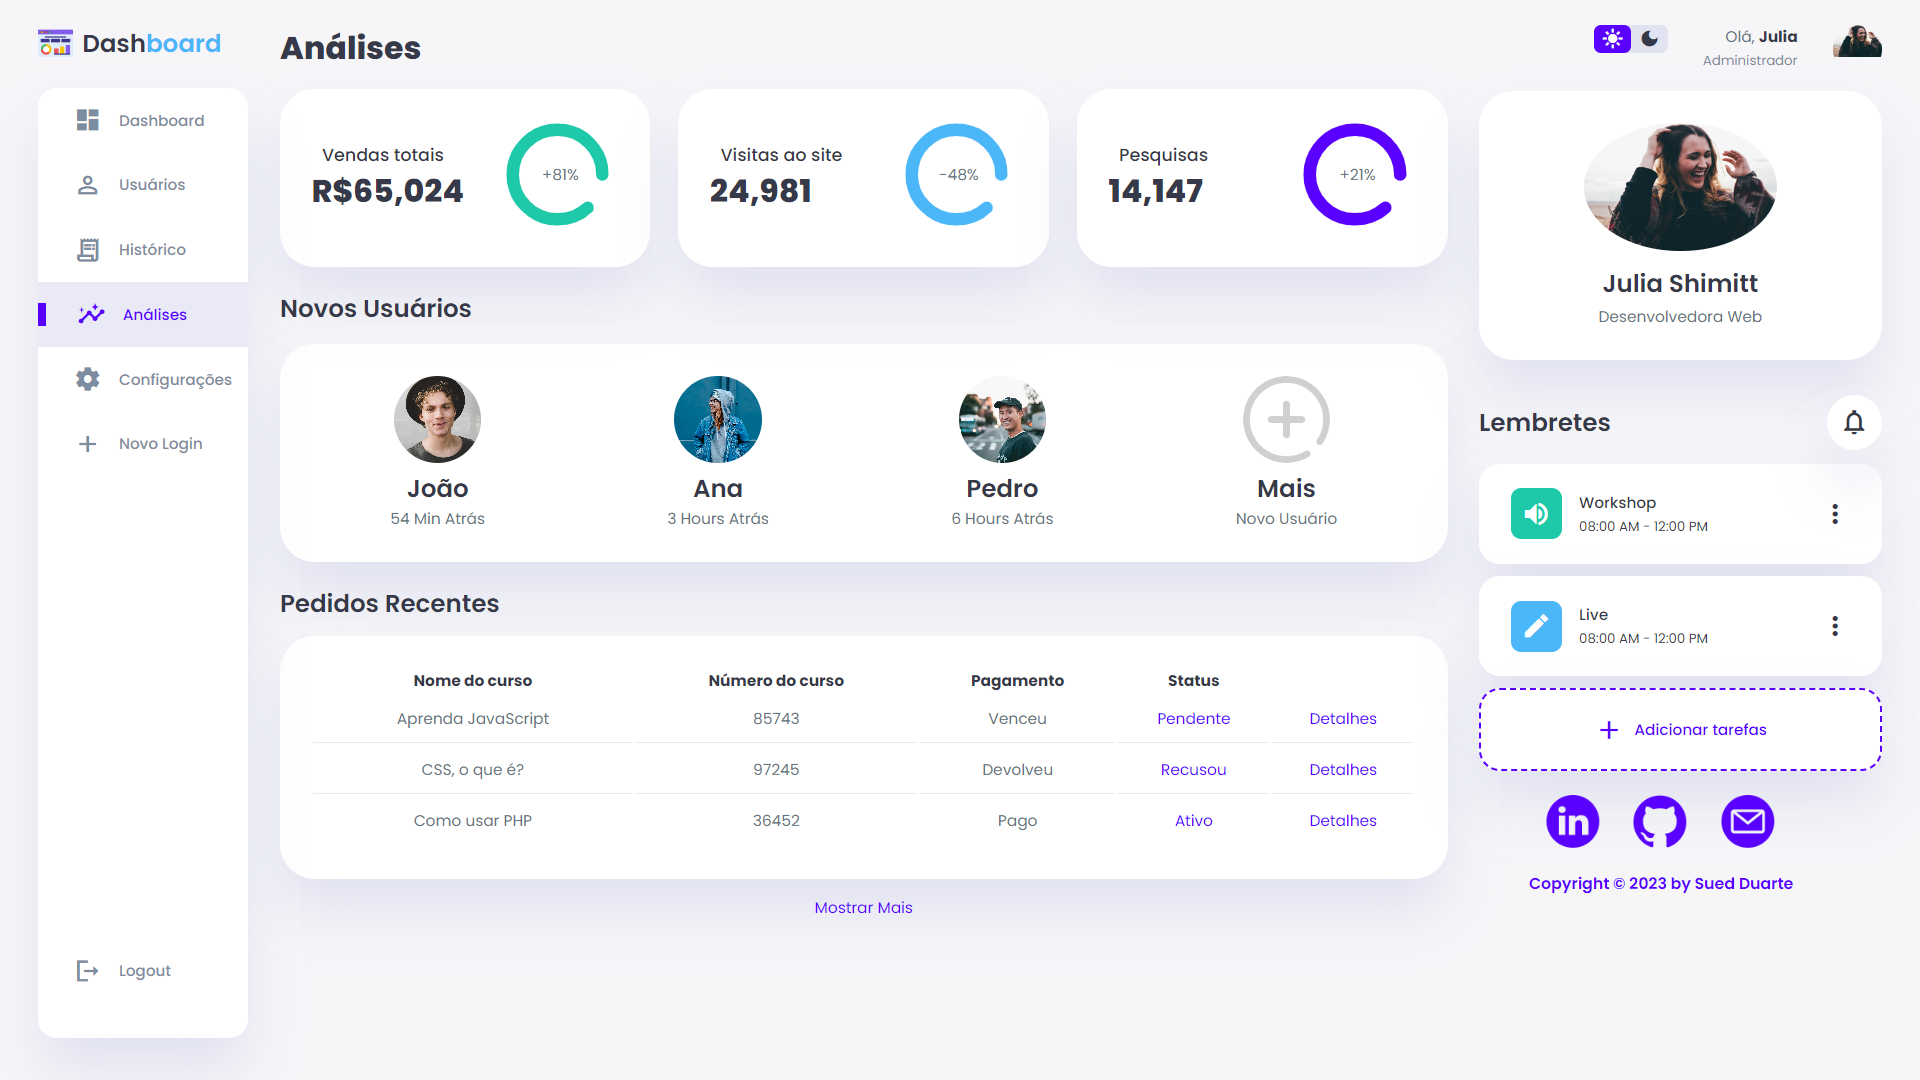 Dashboard
Dashboard
Usuários
Histórico
Análises
Configurações
Novo Login
Logout
Análises
Vendas totais
R$65,024
+81%
Visitas ao site
24,981
-48%
Pesquisas
14,147
+21%
Novos Usuários
João
54 Min Atrás
Ana
3 Hours Atrás
Pedro
6 Hours Atrás
Mais
Novo Usuário
Pedidos Recentes
Nome do curso Número do curso Pagamento Status
Aprenda JavaScript 85743 Venceu Pendente Detalhes
CSS, o que é? 97245 Devolveu Recusou Detalhes
Como usar PHP 36452 Pago Ativo Detalhes
Mostrar Mais
Olá, Julia
Administrador
Julia Shimitt
Desenvolvedora Web
Lembretes
Workshop
08:00 AM - 12:00 PM
Live
08:00 AM - 12:00 PM
Adicionar tarefas
in
Copyright © 2023 by Sued Duarte